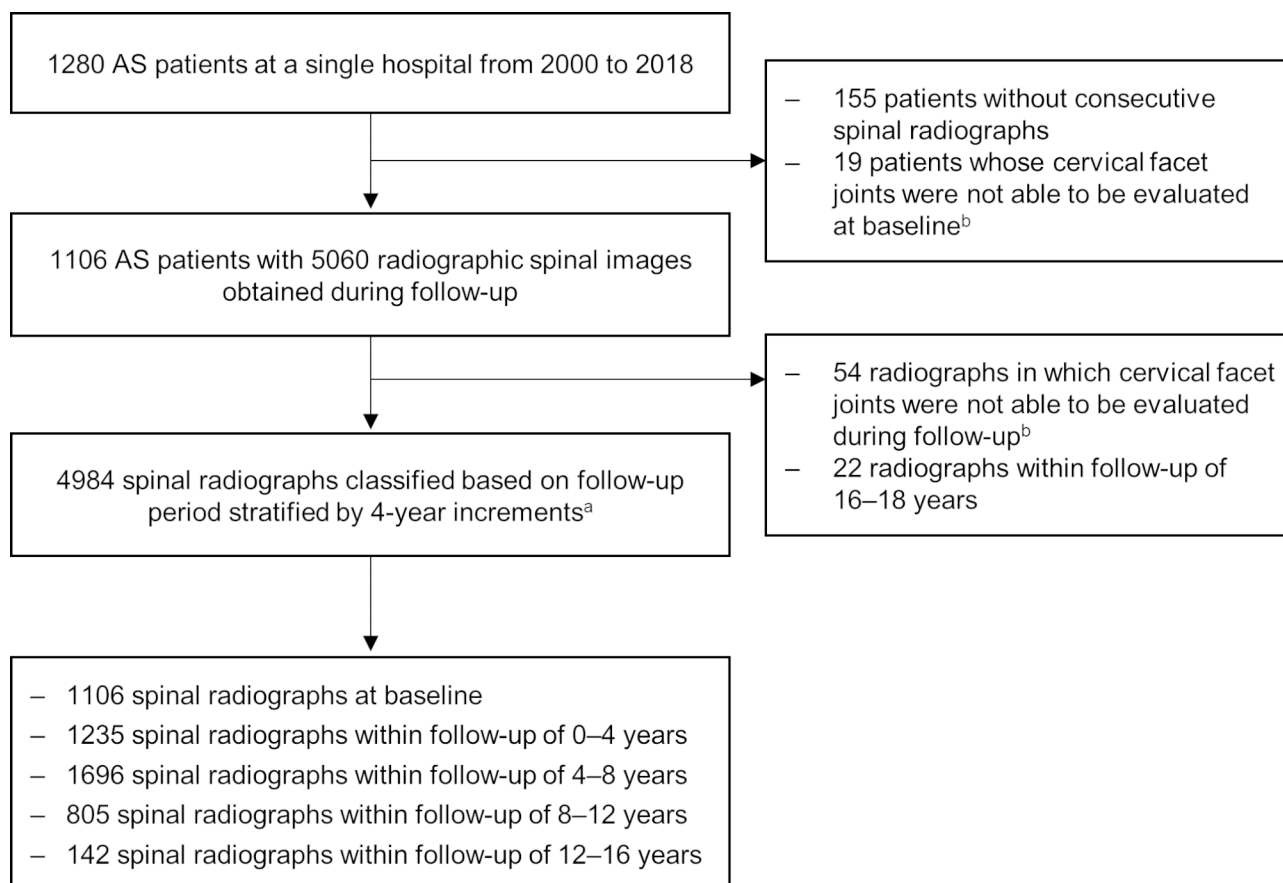 1280 AS patients at a single hospital from 2000 to 2018
– 155 patients without consecutive
spinal radiographs
– 19 patients whose cervical facet
joints were not able to be evaluated
at baselineᵇ
1106 AS patients with 5060 radiographic spinal images
obtained during follow-up
– 54 radiographs in which cervical facet
joints were not able to be evaluated
during follow-upᵇ
– 22 radiographs within follow-up of
16–18 years
4984 spinal radiographs classified based on follow-up
period stratified by 4-year incrementsᵃ
– 1106 spinal radiographs at baseline
– 1235 spinal radiographs within follow-up of 0–4 years
– 1696 spinal radiographs within follow-up of 4–8 years
– 805 spinal radiographs within follow-up of 8–12 years
– 142 spinal radiographs within follow-up of 12–16 years